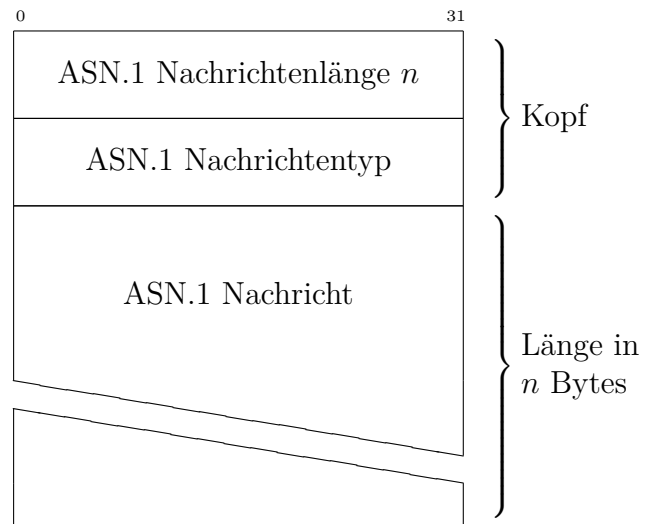 0 31
ASN.1 Nachrichtenlänge n
Kopf
ASN.1 Nachrichtentyp
ASN.1 Nachricht
Länge in
n Bytes